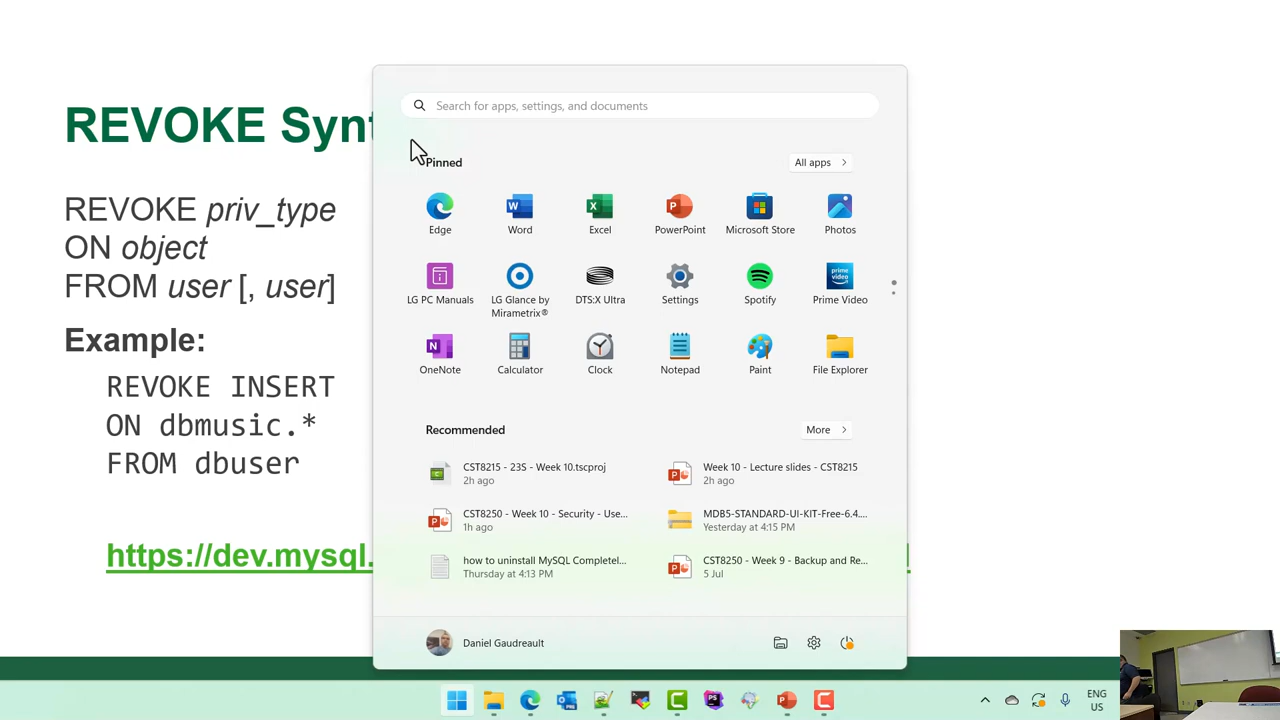 REVOKE Synt
REVOKE priv_type
ON object
FROM user [, user]
Example:
REVOKE INSERT
ON dbmusic.*
FROM dbuser
https://dev.mysql.
Search for apps, settings, and documents
Pinned
All apps
Edge
Word
Excel
PowerPoint
Microsoft Store
Photos
LG PC Manuals
LG Glance by
Mirametrix®
DTS:X Ultra
Settings
Spotify
prime
video
Prime Video
OneNote
Calculator
Clock
Notepad
Paint
File Explorer
Recommended
More
CST8215 - 23S - Week 10.tscproj
2h ago
Week 10 - Lecture slides - CST8215
2h ago
CST8250 - Week 10 - Security - Use...
1h ago
MDB5-STANDARD-UI-KIT-Free-6.4....
Yesterday at 4:15 PM
how to uninstall MySQL Completel...
Thursday at 4:13 PM
CST8250 - Week 9 - Backup and Re...
5 Jul
Daniel Gaudreault
ENG
US